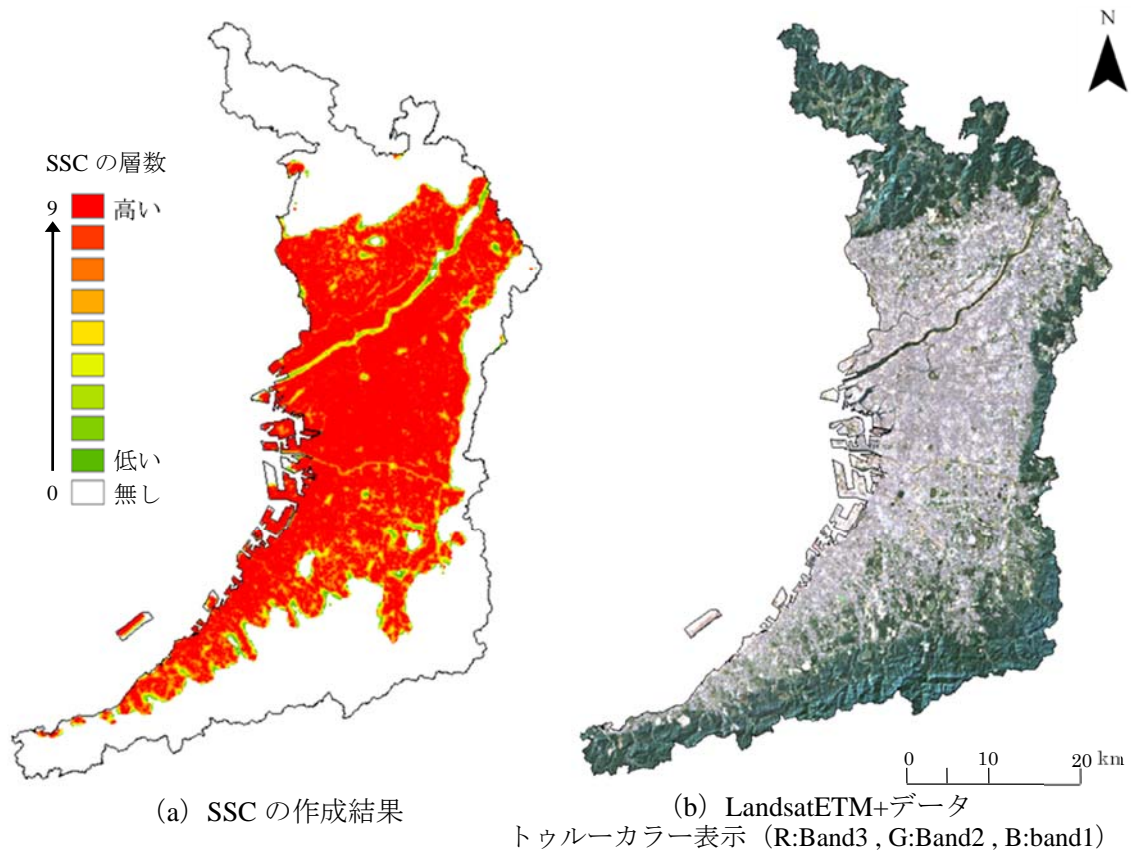 N
SSC の層数
9
高い
低い
0
無し
0 10 20 km
(a) SSC の作成結果
(b) LandsatETM+データ
トゥルーカラー表示（R:Band3 , G:Band2 , B:band1）